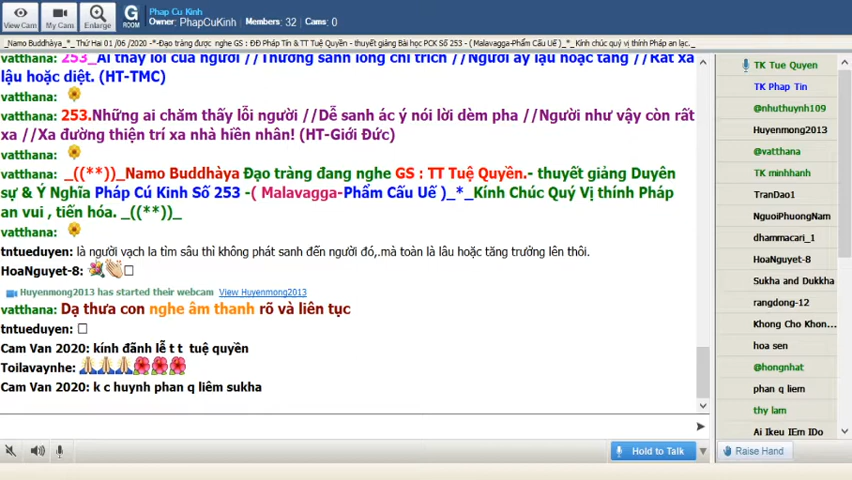 View Cam
My Cam
Enlarge
G
ROOM
Pháp Cú Kinh
Owner: PhapCuKinh Members: 32 Cams: 0
_Namo Buddhàya_*_ Thứ Hai 01 /06 /2020 -*-Đạo tràng được nghe GS : ĐĐ Pháp Tín & TT Tuệ Quyền - thuyết giảng Bài học PCK Số 253 - ( Malavagga-Phẩm Cấu Uế )_*_Kính chúc quý vị thính Pháp an lạc._
vatthana: 253_Ai thấy lỗi của người //Thường sanh lòng chỉ trích //Người ấy lậu hoặc tăng //Rất xa
lậu hoặc diệt. (HT-TMC)
vatthana:
vatthana: 253.Những ai chăm thấy lỗi người //Dễ sanh ác ý nói lời dèm pha //Người như vậy còn rất
xa //Xa đường thiện trí xa nhà hiền nhân! (HT-Giới Đức)
vatthana:
vatthana: _((**))_Namo Buddhàya Đạo tràng đang nghe GS : TT Tuệ Quyền.- thuyết giảng Duyên
sự & Ý Nghĩa Pháp Cú Kinh Số 253 -( Malavagga-Phẩm Cấu Uế )_*_Kính Chúc Quý Vị thính Pháp
an vui , tiến hóa. _((**))_
vatthana:
tntueduyen: là người vạch la tìm sâu thì không phát sanh đến người đó,.mà toàn là lâu hoặc tăng trưởng lên thôi.
HoaNguyet-8:
Huyenmong2013 has started their webcam View Huyenmong2013
vatthana: Dạ thưa con nghe âm thanh rõ và liên tục
tntueduyen:
Cam Van 2020: kính đãnh lễ t t tuệ quyền
Toilavaynhe:
Cam Van 2020: k c huynh phan q liêm sukha
Hold to Talk
Raise Hand
TK Tue Quyen
TK Phap Tin
@nhuthuynh109
Huyenmong2013
@vatthana
TK minhhanh
TranDao1
NguoiPhuongNam
dhammacari_1
HoaNguyet-8
Sukha and Dukkha
rangdong-12
Khong Cho Khon...
hoa sen
@hongnhat
phan q liem
thy lam
Ai Ikeu IEm IDo